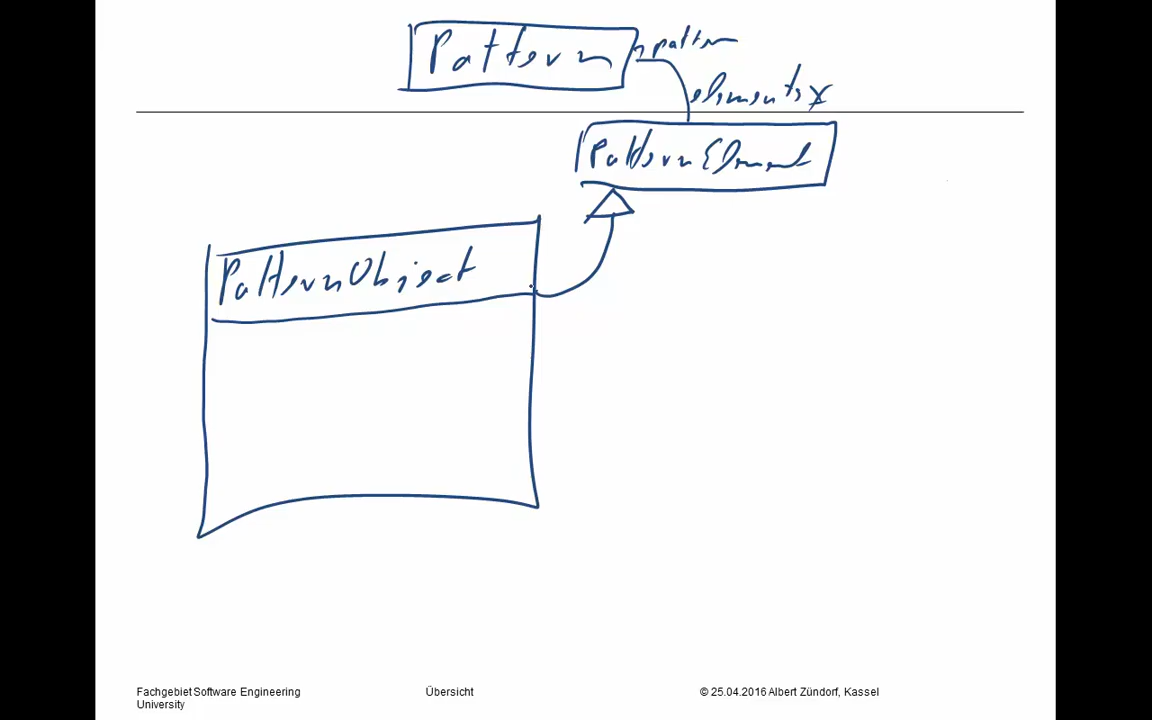 Pattern
pattern
elements *
PatternElement
PatternObject
Fachgebiet Software Engineering
University
Übersicht
© 25.04.2016 Albert Zündorf, Kassel